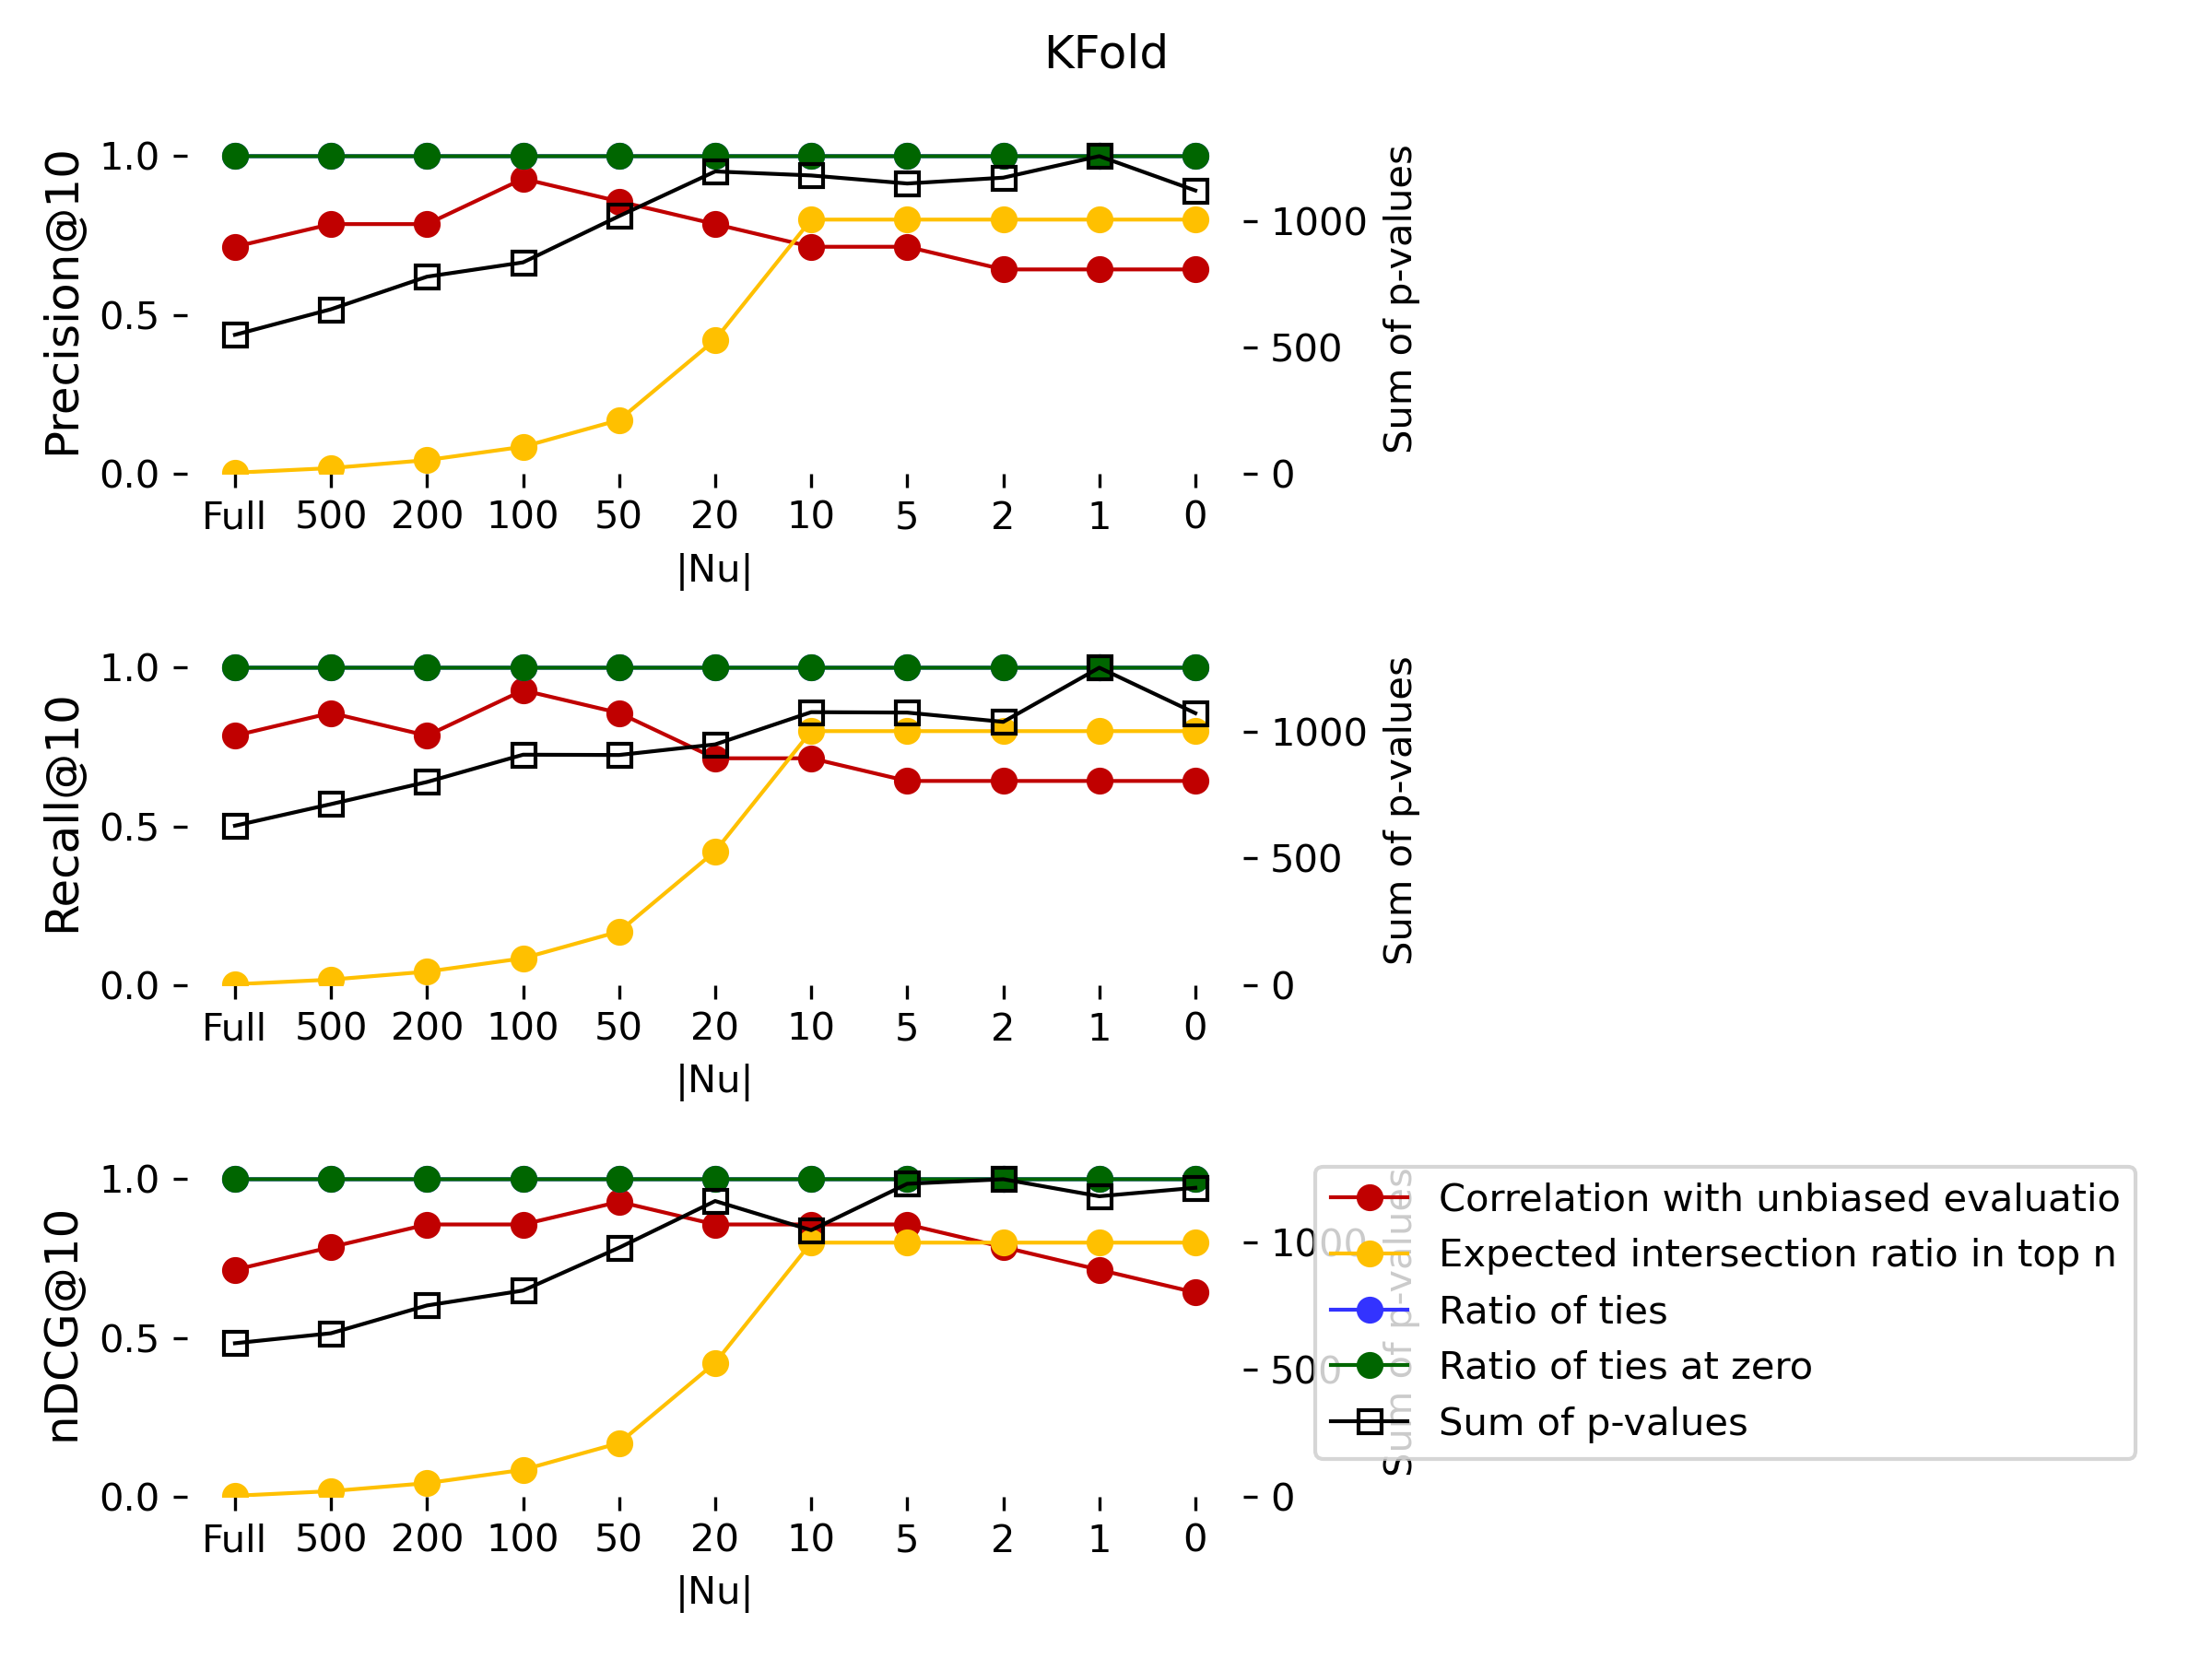 KFold
Precision@10
1.0
0.5
0.0
Full 500 200 100 50 20 10 5 2 1 0
|Nu|
1000
500
0
Sum of p-values
Recall@10
1.0
0.5
0.0
Full 500 200 100 50 20 10 5 2 1 0
|Nu|
1000
500
0
Sum of p-values
nDCG@10
1.0
0.5
0.0
Full 500 200 100 50 20 10 5 2 1 0
|Nu|
1000
500
0
Sum of p-values
Correlation with unbiased evaluatio
Expected intersection ratio in top n
Ratio of ties
Ratio of ties at zero
Sum of p-values